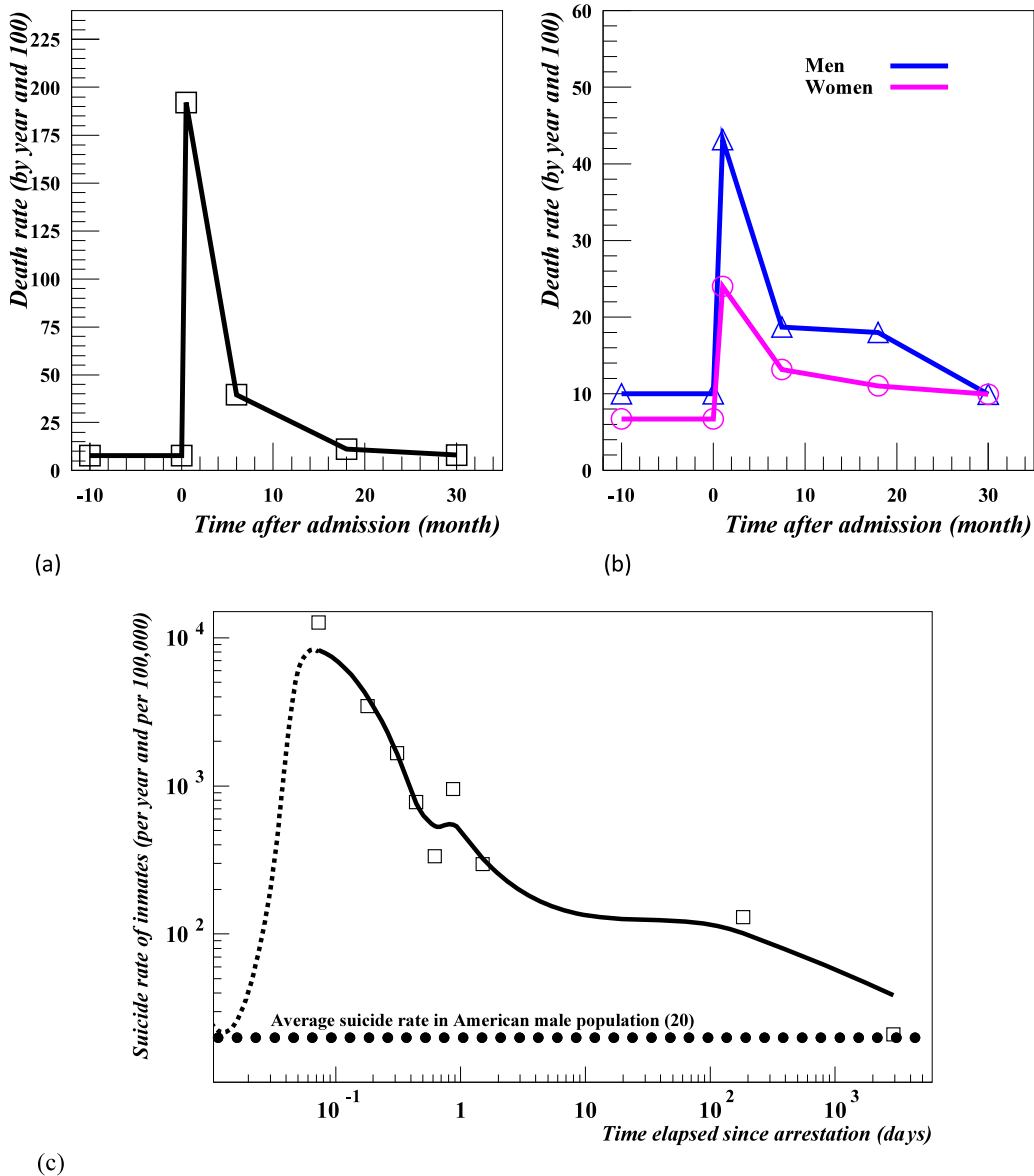 Death rate (by year and 100)
225
200
175
150
125
100
75
50
25
0
-10
0
10
20
30
Time after admission (month)
(a)
Death rate (by year and 100)
60
50
40
30
20
10
0
Men
Women
-10
0
10
20
30
Time after admission (month)
(b)
Suicide rate of inmates (per year and per 100,000)
10 4
10 3
10 2
Average suicide rate in American male population (20)
10 -1
1
10
10 2
10 3
Time elapsed since arrestation (days)
(c)